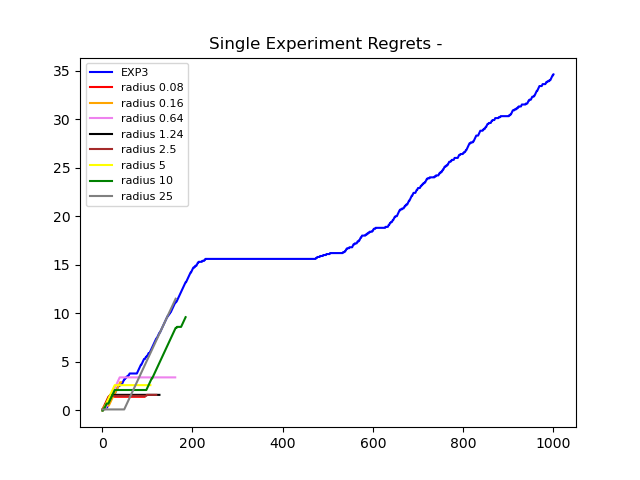 Single Experiment Regrets -
35
30
25
20
15
10
5
0
EXP3
radius 0.08
radius 0.16
radius 0.64
radius 1.24
radius 2.5
radius 5
radius 10
radius 25
0 200 400 600 800 1000